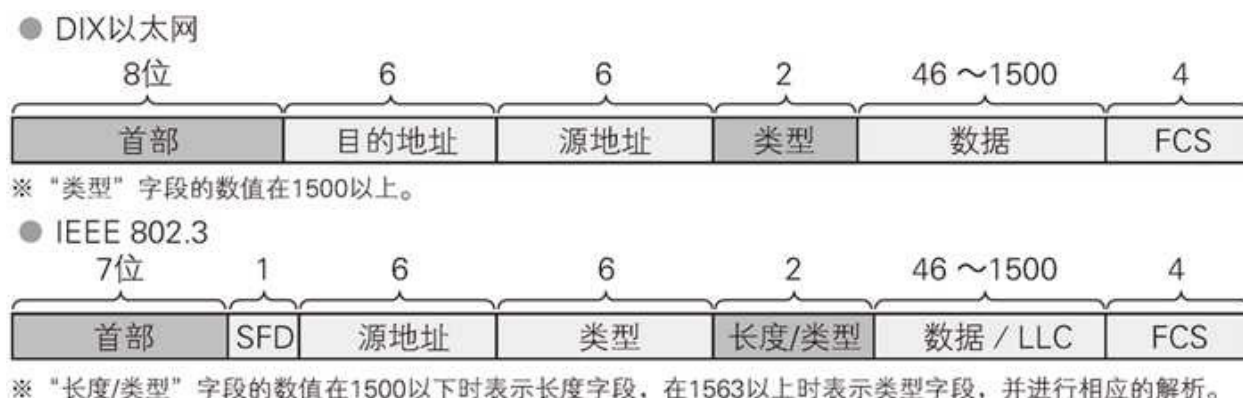 ● DIX以太网
8位 6 6 2 46～1500 4
首部 目的地址 源地址 类型 数据 FCS
※ “类型”字段的数值在1500以上。
● IEEE 802.3
7位 1 6 6 2 46～1500 4
首部 SFD 源地址 类型 长度/类型 数据 / LLC FCS
※ “长度/类型”字段的数值在1500以下时表示长度字段，在1563以上时表示类型字段，并进行相应的解析。